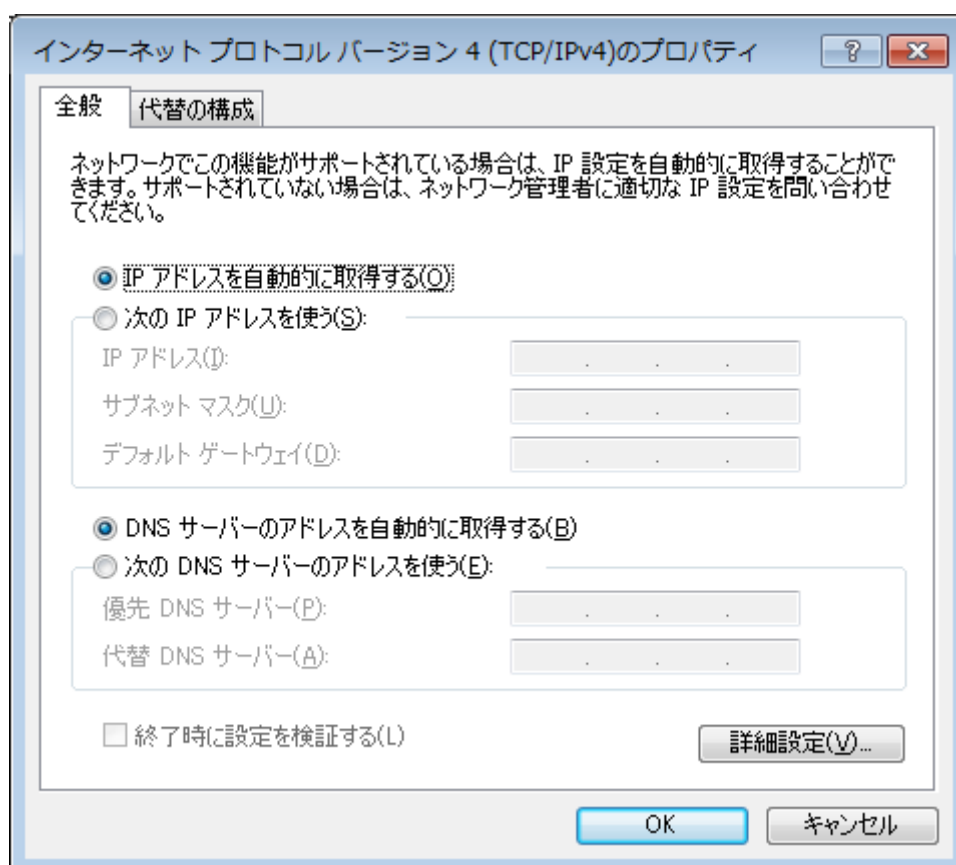 インターネット プロトコル バージョン 4 (TCP/IPv4)のプロパティ
全般
代替の構成
ネットワークでこの機能がサポートされている場合は、IP 設定を自動的に取得することがで
きます。サポートされていない場合は、ネットワーク管理者に適切な IP 設定を問い合わせ
てください。
IP アドレスを自動的に取得する(O)
次の IP アドレスを使う(S):
IP アドレス(I):
サブネット マスク(U):
デフォルト ゲートウェイ(D):
DNS サーバーのアドレスを自動的に取得する(B)
次の DNS サーバーのアドレスを使う(E):
優先 DNS サーバー(P):
代替 DNS サーバー(A):
終了時に設定を検証する(L)
詳細設定(V)...
OK
キャンセル